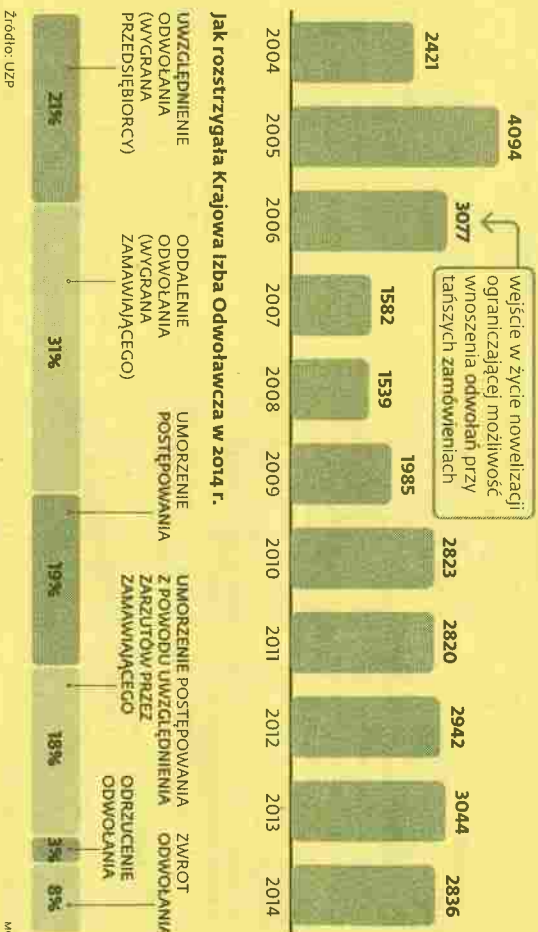 wejście w życie nowelizacji
ograniczającej możliwość
wnoszenia odwołań przy
tańszych zamówieniach
2421
4094
3077
1582
1539
1985
2823
2820
2942
3044
2836
2004
2005
2006
2007
2008
2009
2010
2011
2012
2013
2014
Jak rozstrzygała Krajowa Izba Odwoławcza w 2014 r.
UWZGLĘDNIENIE
ODWOŁANIA
(WYGRANA
PRZEDSIĘBIORCY)
ODDALENIE
ODWOŁANIA
(WYGRANA
ZAMAWIAJĄCEGO)
UMORZENIE
POSTĘPOWANIA
UMORZENIE POSTĘPOWANIA
Z POWODU UWZGLĘDNIENIA
ZARZUTÓW PRZEZ
ZAMAWIAJĄCEGO
ODRZUCENIE
ODWOŁANIA
ZWROT
ODWOŁANIA
21%
31%
19%
18%
3%
8%
Źródło: UZP